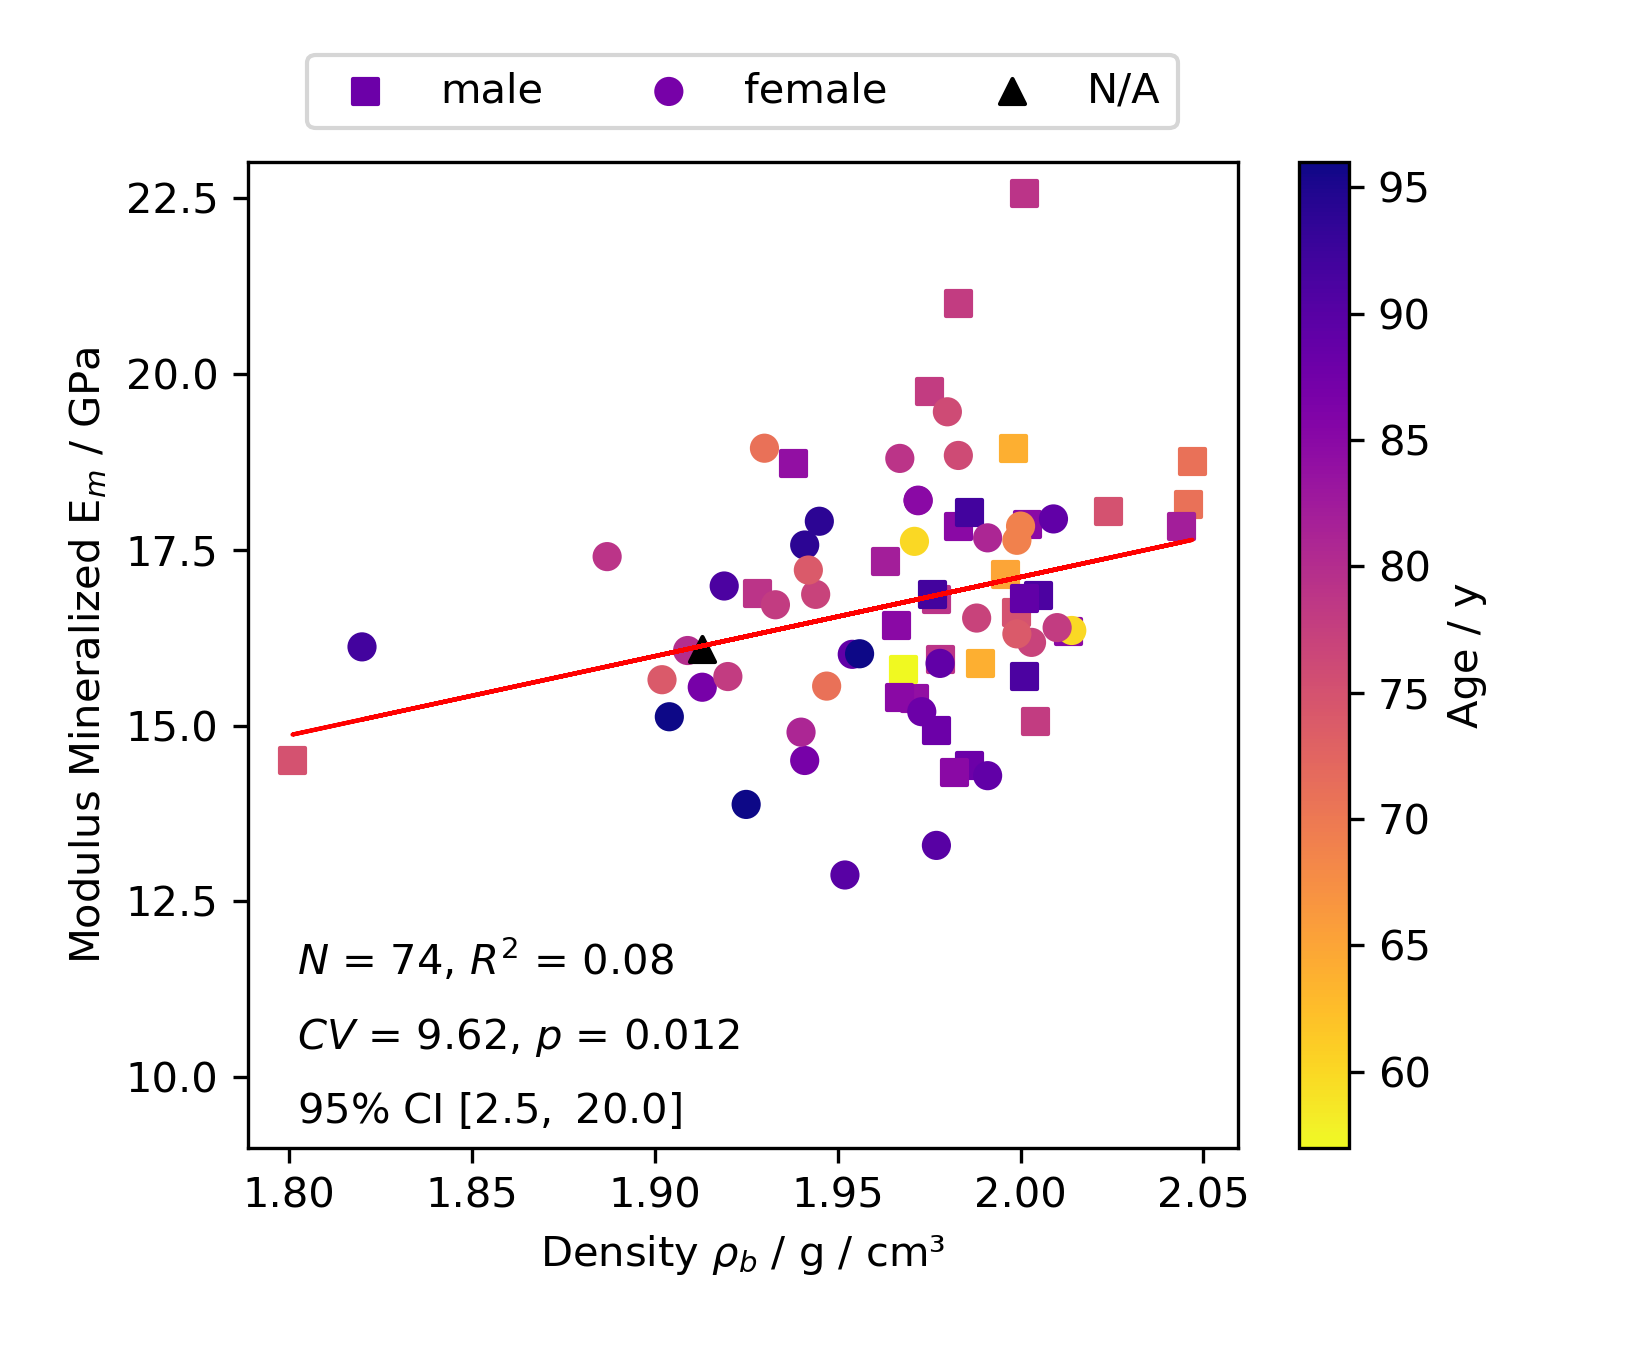 male female N/A
22.5
20.0
17.5
15.0
12.5
10.0
Modulus Mineralized Eₘ / GPa
N = 74, R² = 0.08
CV = 9.62, p = 0.012
95% CI [2.5, 20.0]
1.80 1.85 1.90 1.95 2.00 2.05
Density ρ_b / g / cm³
95
90
85
80
75
70
65
60
Age / y